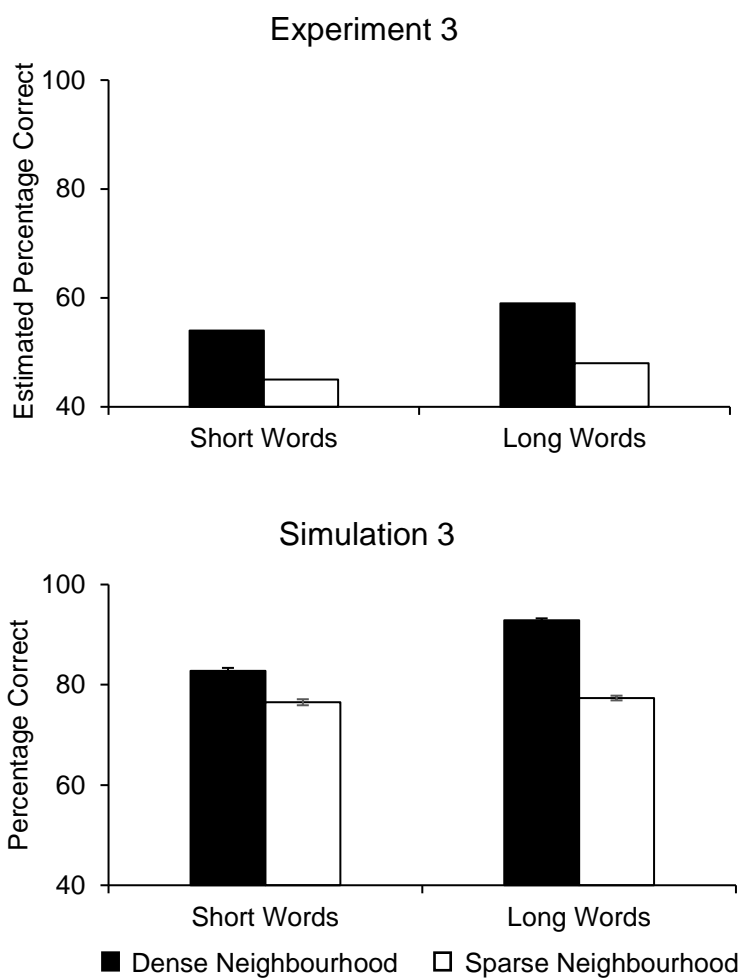 Experiment 3
Estimated Percentage Correct
100
80
60
40
Short Words Long Words
Simulation 3
Percentage Correct
100
80
60
40
Short Words Long Words
Dense Neighbourhood Sparse Neighbourhood